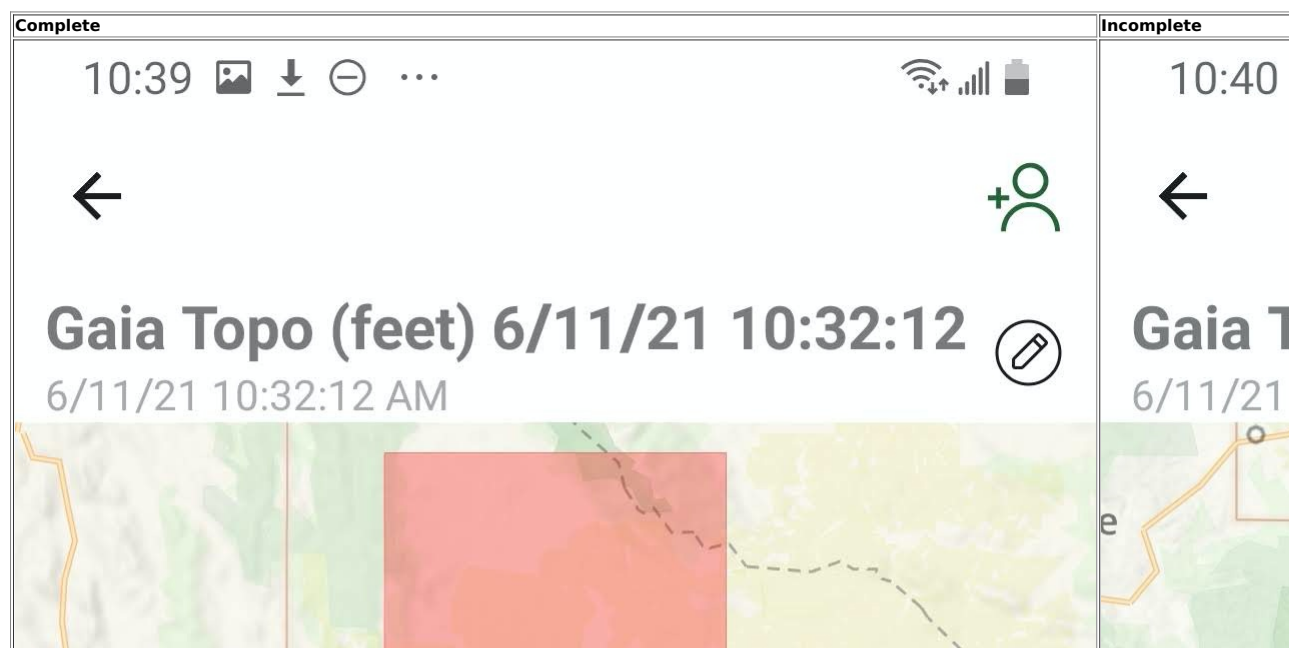 Complete
Incomplete
10:39
10:40
Gaia Topo (feet) 6/11/21 10:32:12
6/11/21 10:32:12 AM
Gaia T
6/11/21
e